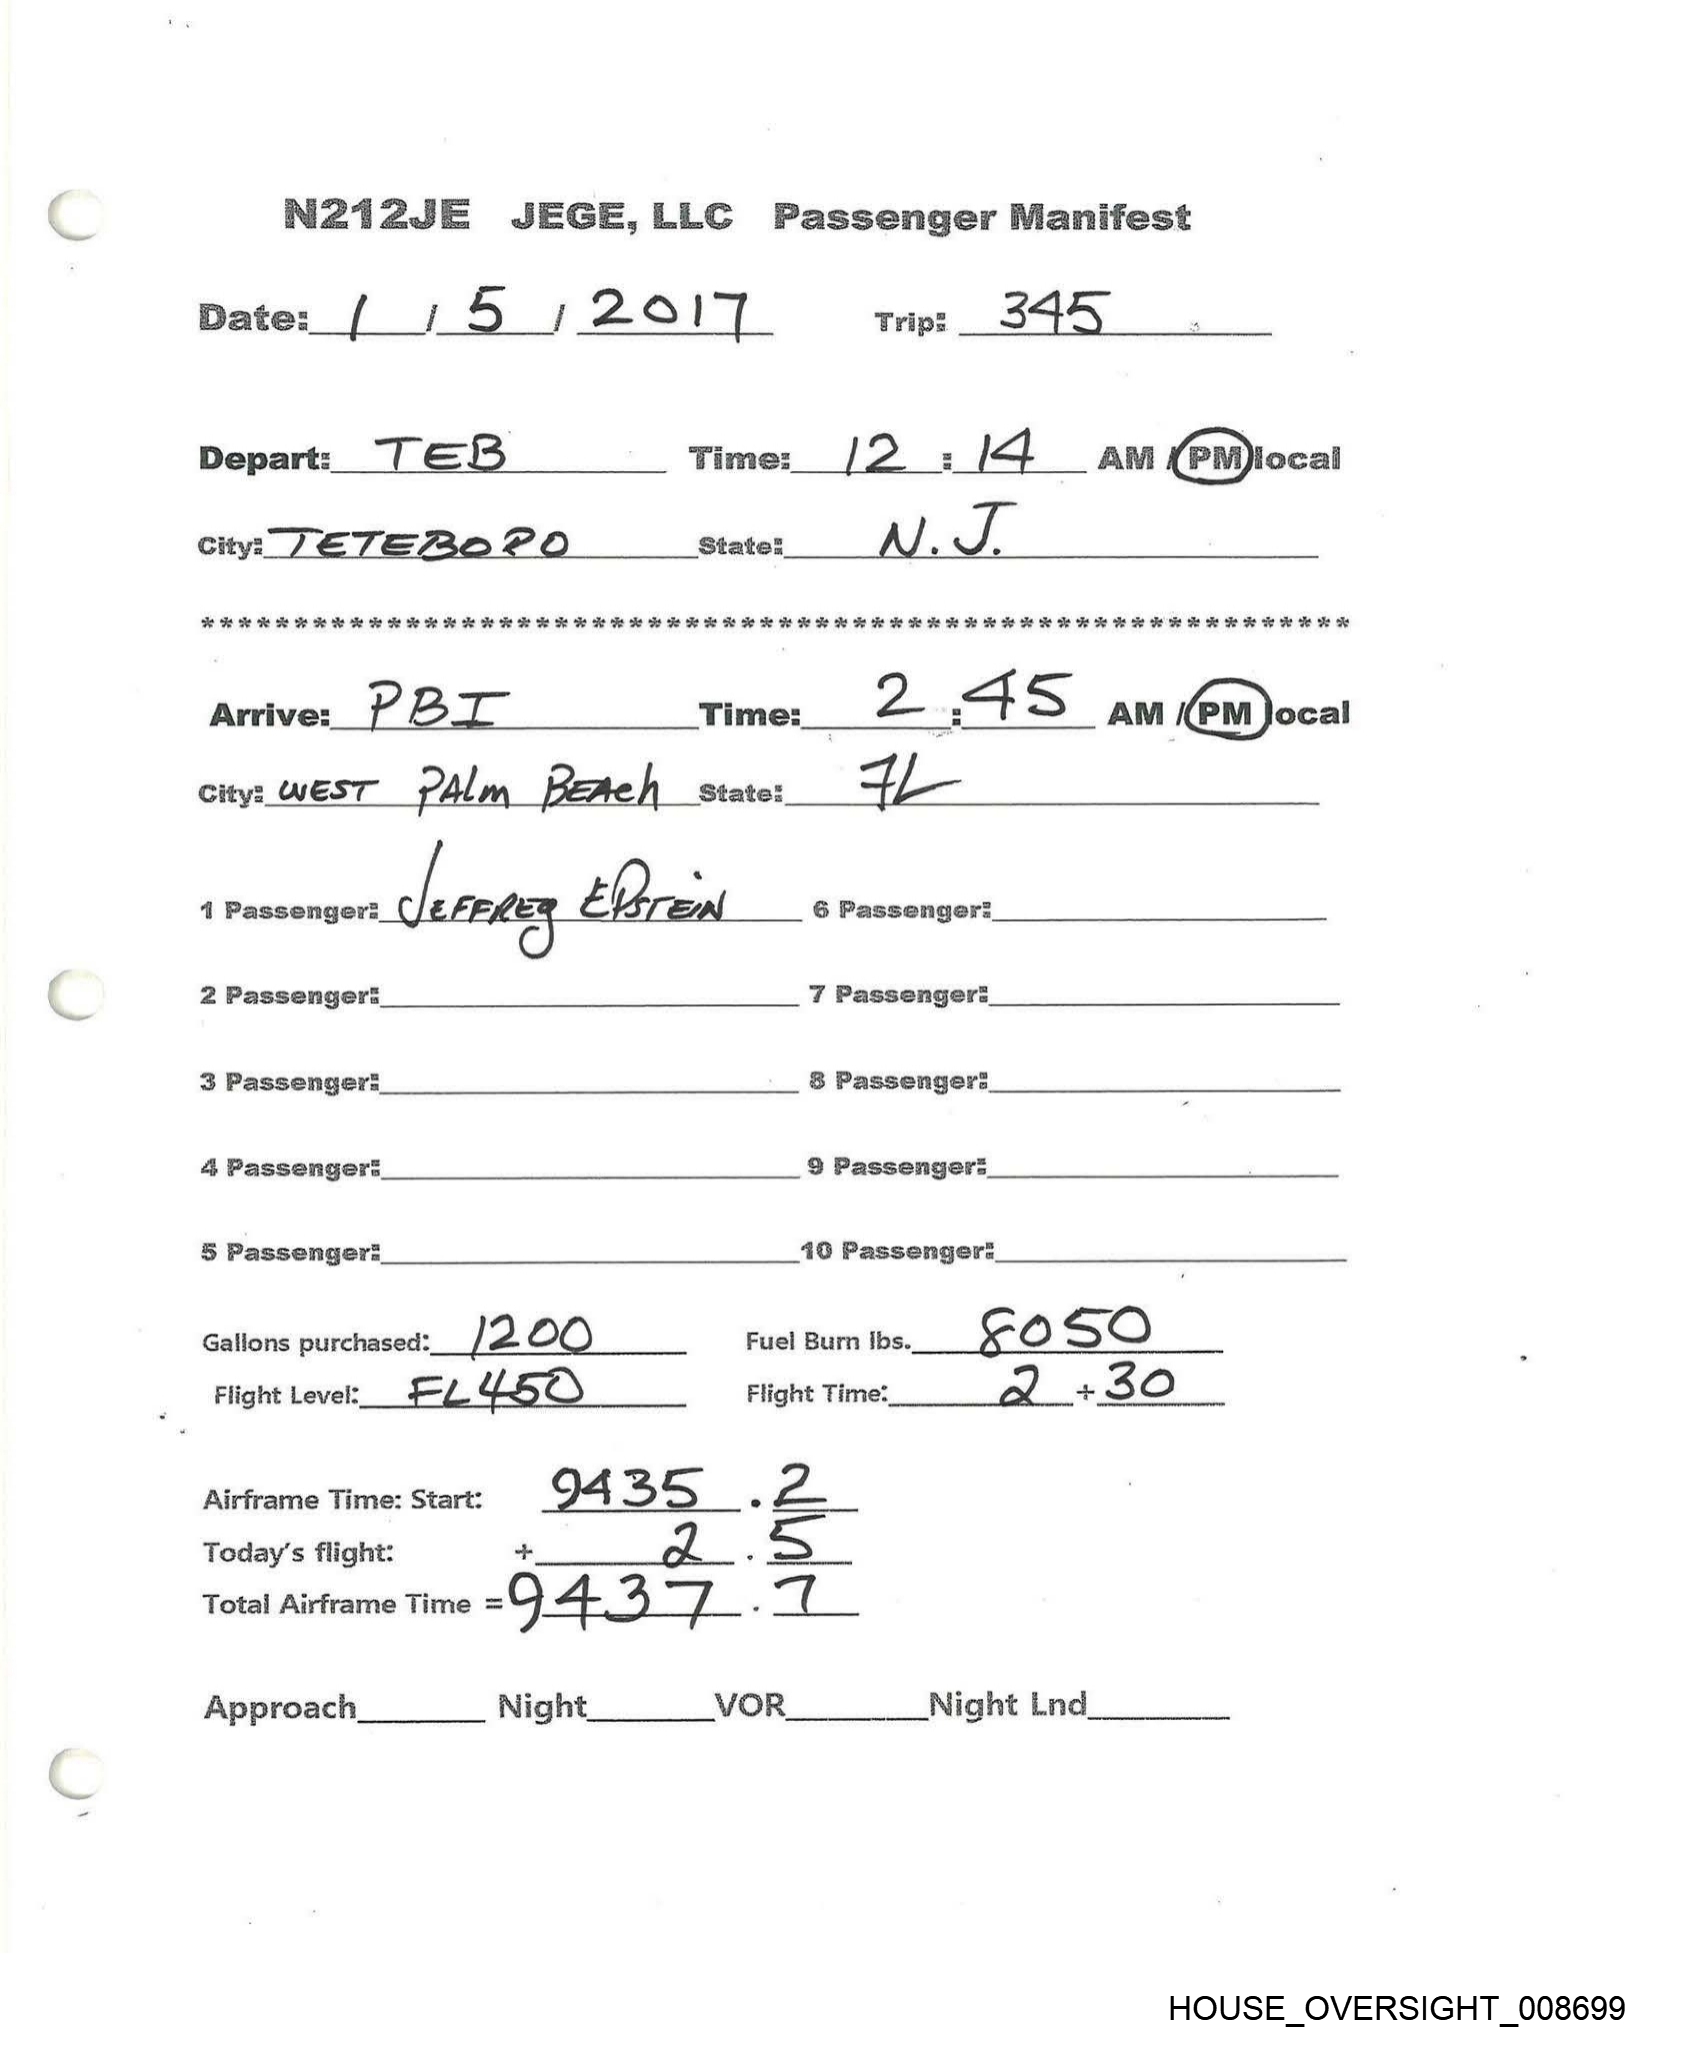 N212JE JEGE, LLC Passenger Manifest
Date: 1 / 5 / 2017 Trip: 345
Depart: TEB Time: 12 : 14 AM / PM local
City: TETEBORO State: N.J.
**************************************************************
Arrive: PBI Time: 2 : 45 AM / PM local
City: WEST PALM BEACH State: FL
1 Passenger: JEFFREY EPSTEIN 6 Passenger:
2 Passenger: 7 Passenger:
3 Passenger: 8 Passenger:
4 Passenger: 9 Passenger:
5 Passenger: 10 Passenger:
Gallons purchased: 1200 Fuel Burn lbs. 8050
Flight Level: FL450 Flight Time: 2 + 30
Airframe Time: Start: 9435 . 2
Today's flight: + 2 . 5
Total Airframe Time = 9437 . 7
Approach Night VOR Night Lnd
HOUSE_OVERSIGHT_008699